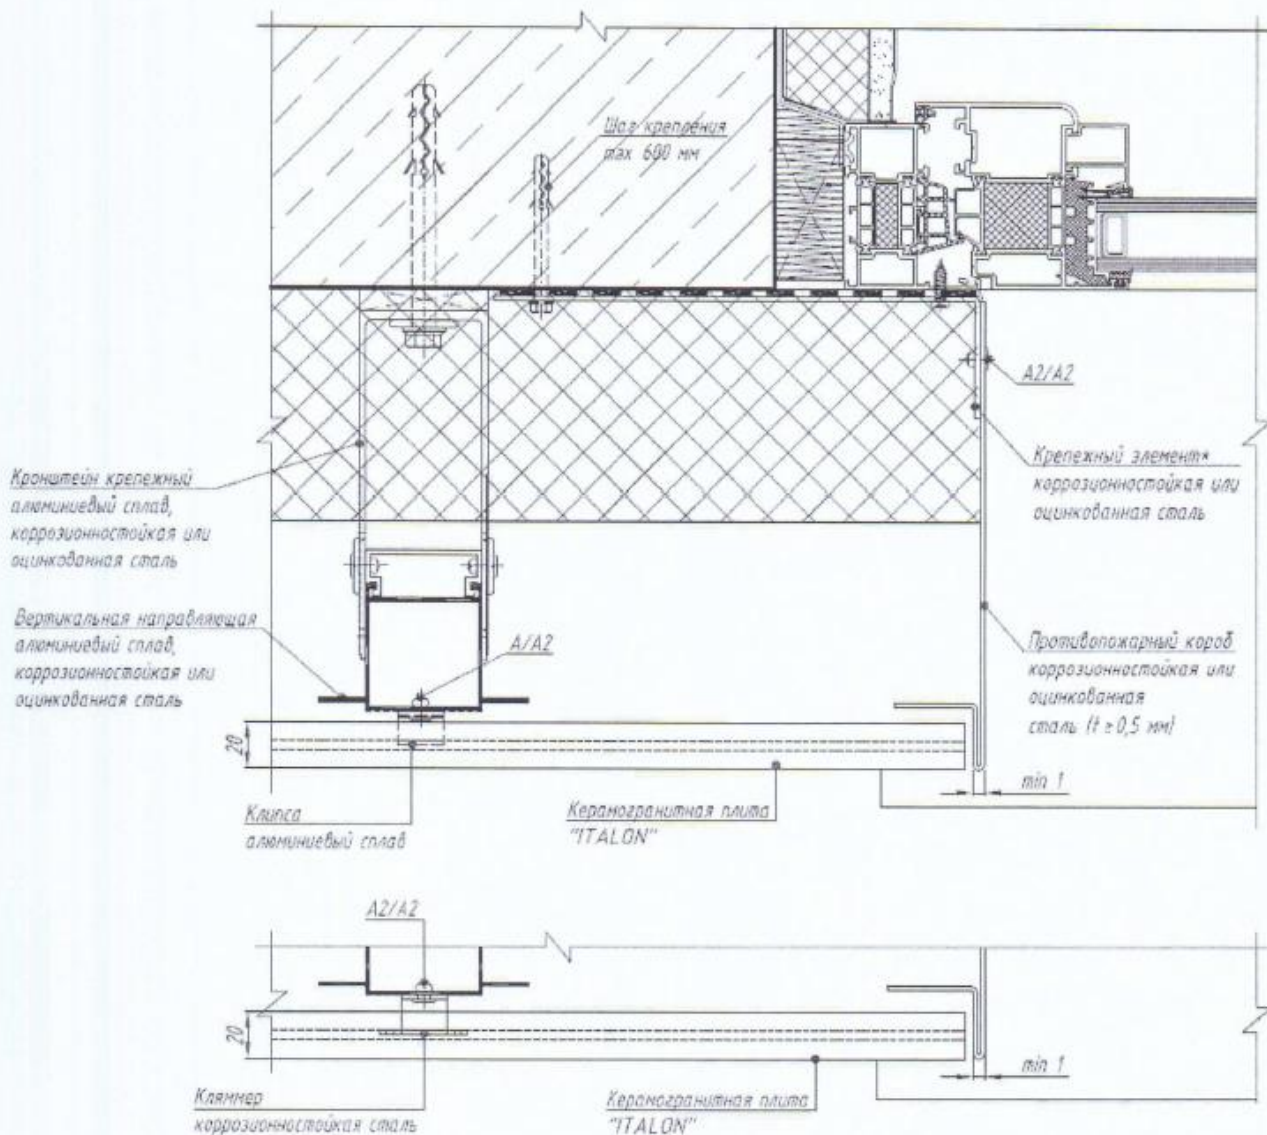 Шаг крепления
max 600 мм
A2/A2
Крепежный элемент*
коррозионностойкая или
оцинкованная сталь
Кронштейн крепежный
алюминиевый сплав,
коррозионностойкая или
оцинкованная сталь
Вертикальная направляющая
алюминиевый сплав,
коррозионностойкая или
оцинкованная сталь
A/A2
Противопожарный короб
коррозионностойкая или
оцинкованная
сталь (t ≥ 0,5 мм)
20
min 1
Клипса
алюминиевый сплав
Керамогранитная плита
"ITALON"
A2/A2
20
min 1
Кляммер
коррозионностойкая сталь
Керамогранитная плита
"ITALON"